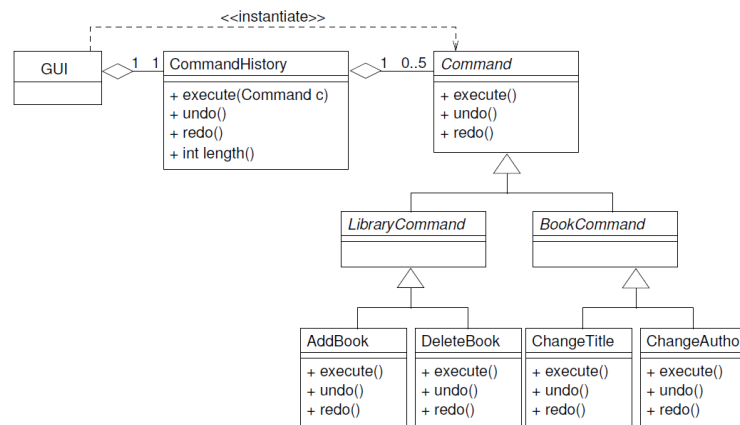 <<instantiate>>
GUI
1 1
CommandHistory
+ execute(Command c)
+ undo()
+ redo()
+ int length()
1 0..5
Command
+ execute()
+ undo()
+ redo()
LibraryCommand
BookCommand
AddBook
+ execute()
+ undo()
+ redo()
DeleteBook
+ execute()
+ undo()
+ redo()
ChangeTitle
+ execute()
+ undo()
+ redo()
ChangeAutho
+ execute()
+ undo()
+ redo()